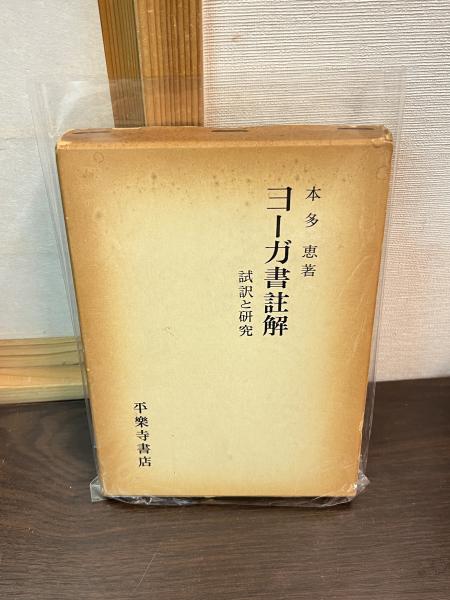 本多 恵著
ヨーガ書註解
試訳と研究
平樂寺書店